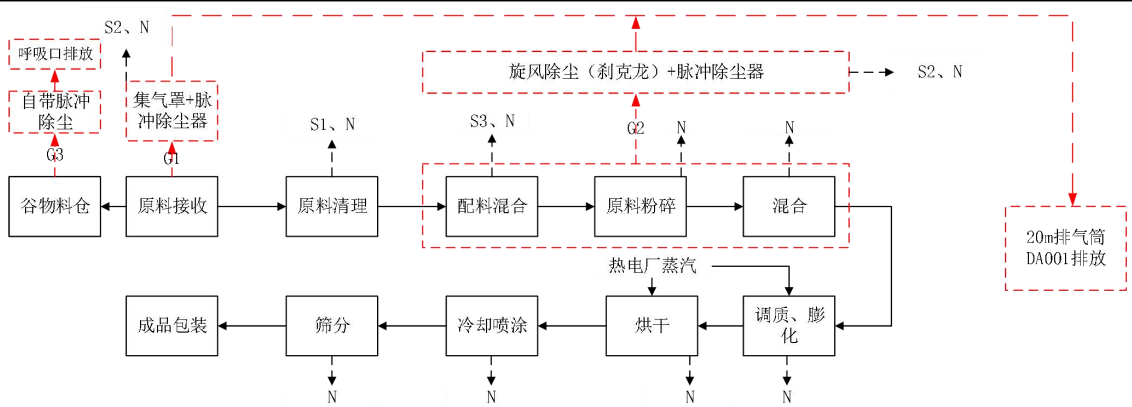 S2、N
呼吸口排放
旋风除尘（刹克龙）+脉冲除尘器
S2、N
自带脉冲
除尘
集气罩+脉
冲除尘器
S1、N
S3、N
G2
N
N
G3
G1
谷物料仓
原料接收
原料清理
配料混合
原料粉碎
混合
20m排气筒
DA001排放
热电厂蒸汽
成品包装
筛分
冷却喷涂
烘干
调质、膨
化
N
N
N
N